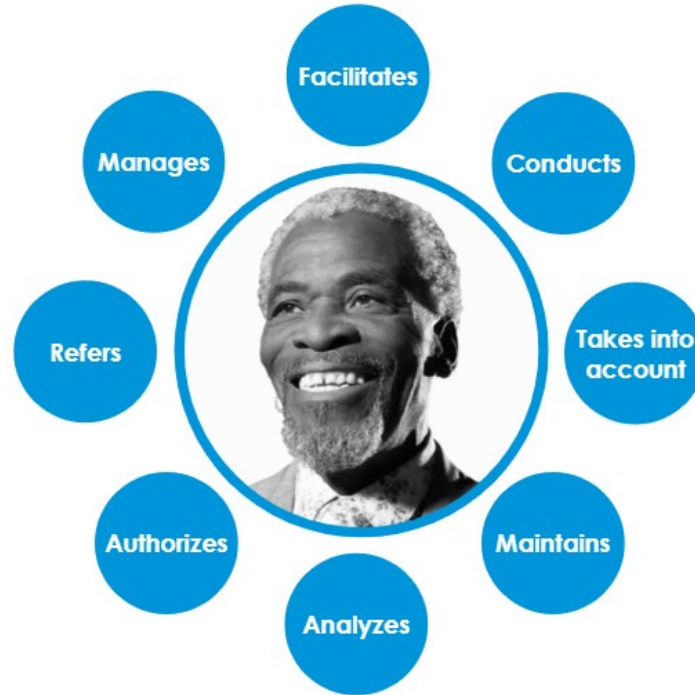 Facilitates
Conducts
Takes into
account
Maintains
Analyzes
Authorizes
Refers
Manages